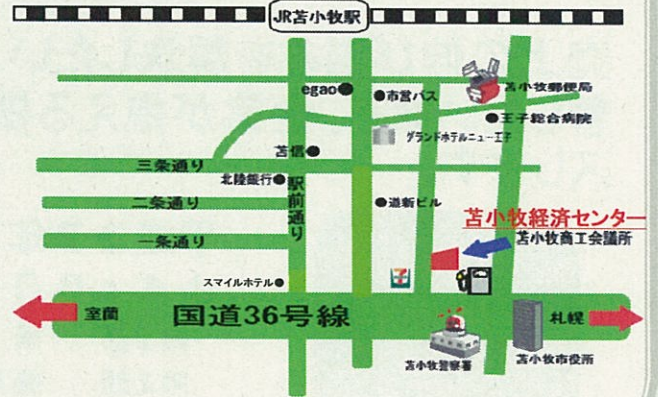 JR苫小牧駅
egao
市営バス
苫小牧郵便局
王子総合病院
グランドホテルニュー王子
苫信
三条通り
北陸銀行
駅前通り
二条通り
道新ビル
苫小牧経済センター
苫小牧商工会議所
一条通り
スマイルホテル
7
室蘭
国道36号線
札幌
苫小牧警察署
苫小牧市役所